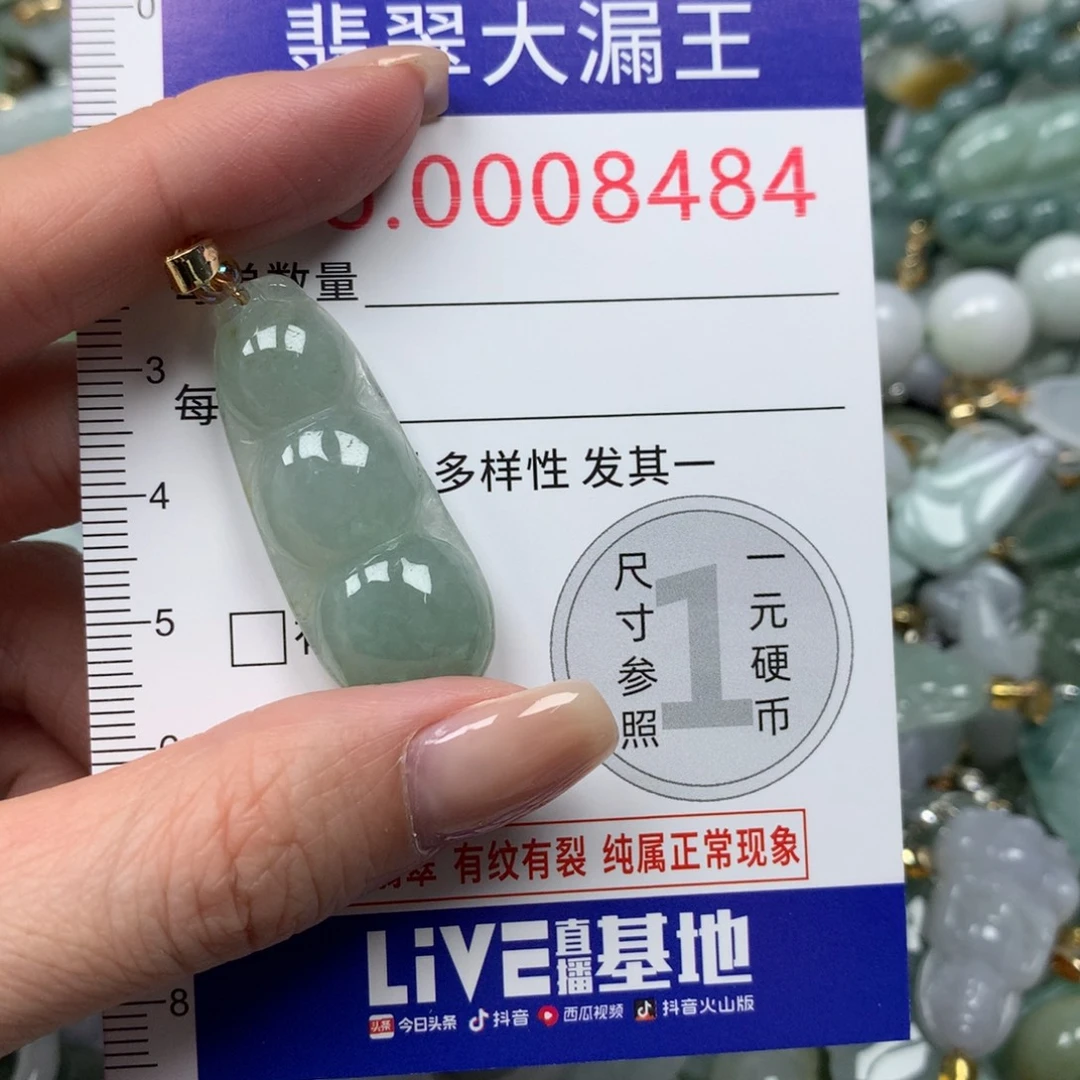 翡翠大漏王
.0008484
数量
每
多样性 发其一
尺寸参照
1
一元硬币
0
3
4
5
8
有纹有裂 纯属正常现象
LiVE直播基地
头条 今日头条 抖音 西瓜视频 抖音火山版